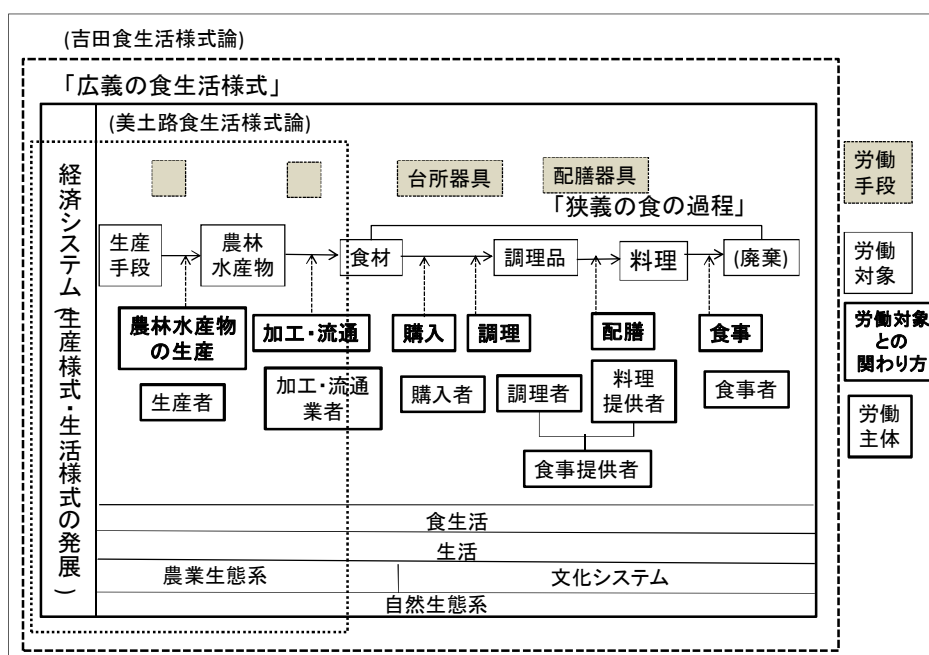 (吉田食生活様式論)
「広義の食生活様式」
(美土路食生活様式論)
経済システム(生産様式・生活様式の発展)
台所器具
配膳器具
「狭義の食の過程」
生産
手段
農林
水産物
食材
調理品
料理
(廃棄)
農林水産物
の生産
加工・流通
購入
調理
配膳
食事
生産者
加工・流通
業者
購入者
調理者
料理
提供者
食事者
食事提供者
食生活
生活
農業生態系
文化システム
自然生態系
労働
手段
労働
対象
労働対象
との
関わり方
労働
主体